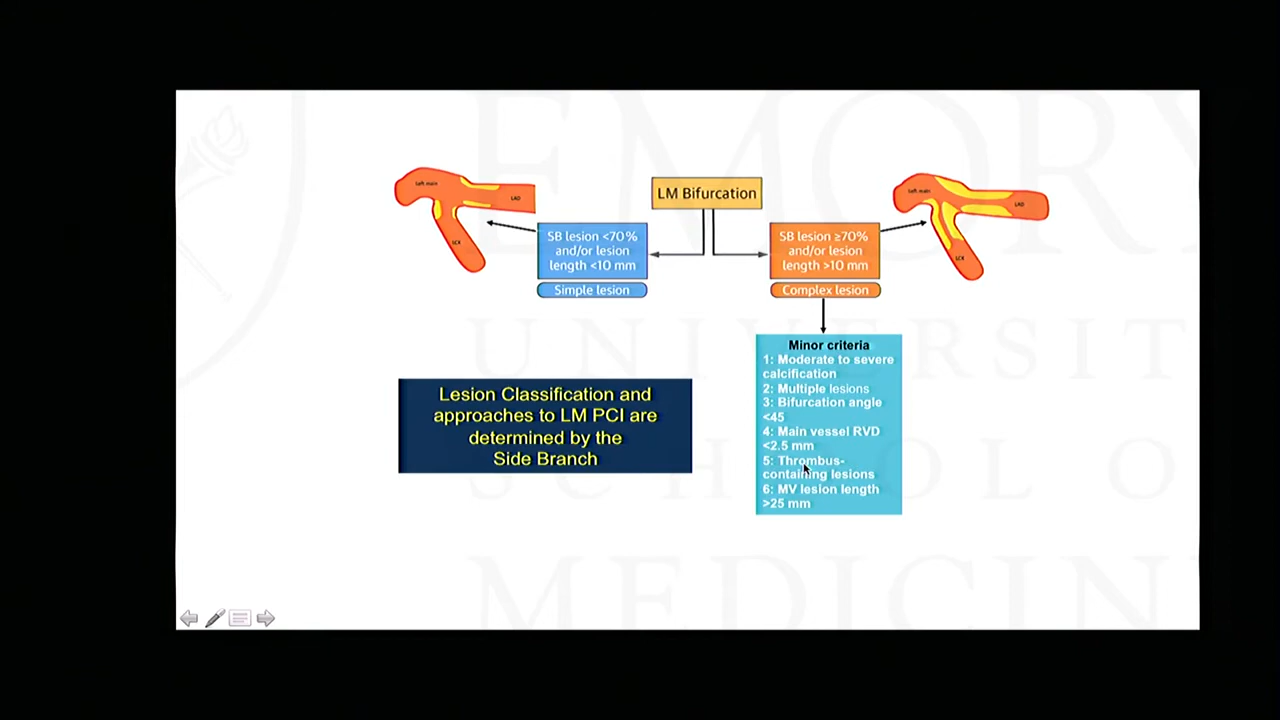 EMORY
UNIVERSIT
SCHOOL O
MEDICIN
LM Bifurcation
Left main
LAD
LCX
SB lesion <70%
and/or lesion
length <10 mm
Simple lesion
SB lesion ≥70%
and/or lesion
length >10 mm
Complex lesion
Left main
LAD
LCX
Minor criteria
1: Moderate to severe
calcification
2: Multiple lesions
3: Bifurcation angle
<45
4: Main vessel RVD
<2.5 mm
5: Thrombus-
containing lesions
6: MV lesion length
>25 mm
Lesion Classification and
approaches to LM PCI are
determined by the
Side Branch